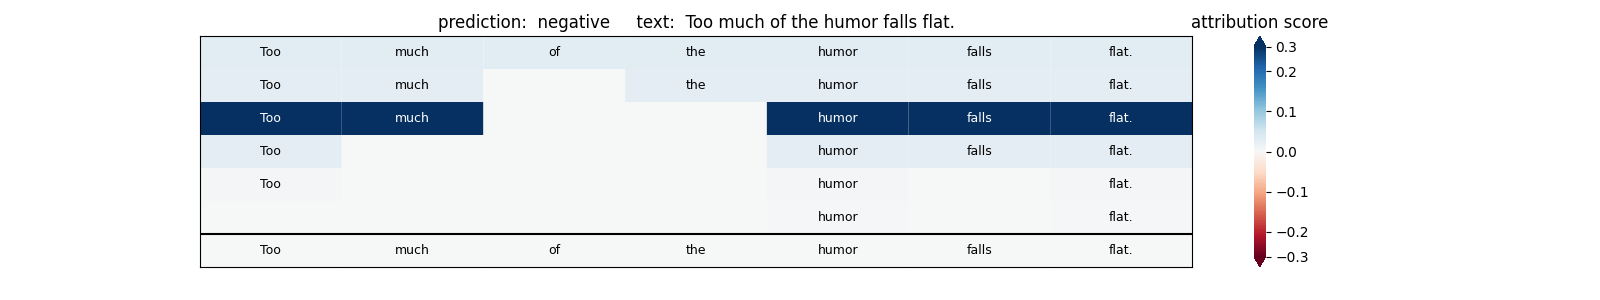 prediction:  negative     text:  Too much of the humor falls flat.     attribution score
Too much of the humor falls flat. 0.3
Too much the humor falls flat. 0.2
Too much humor falls flat. 0.1
Too humor falls flat. 0.0
Too humor flat. −0.1
humor flat. −0.2
Too much of the humor falls flat. −0.3